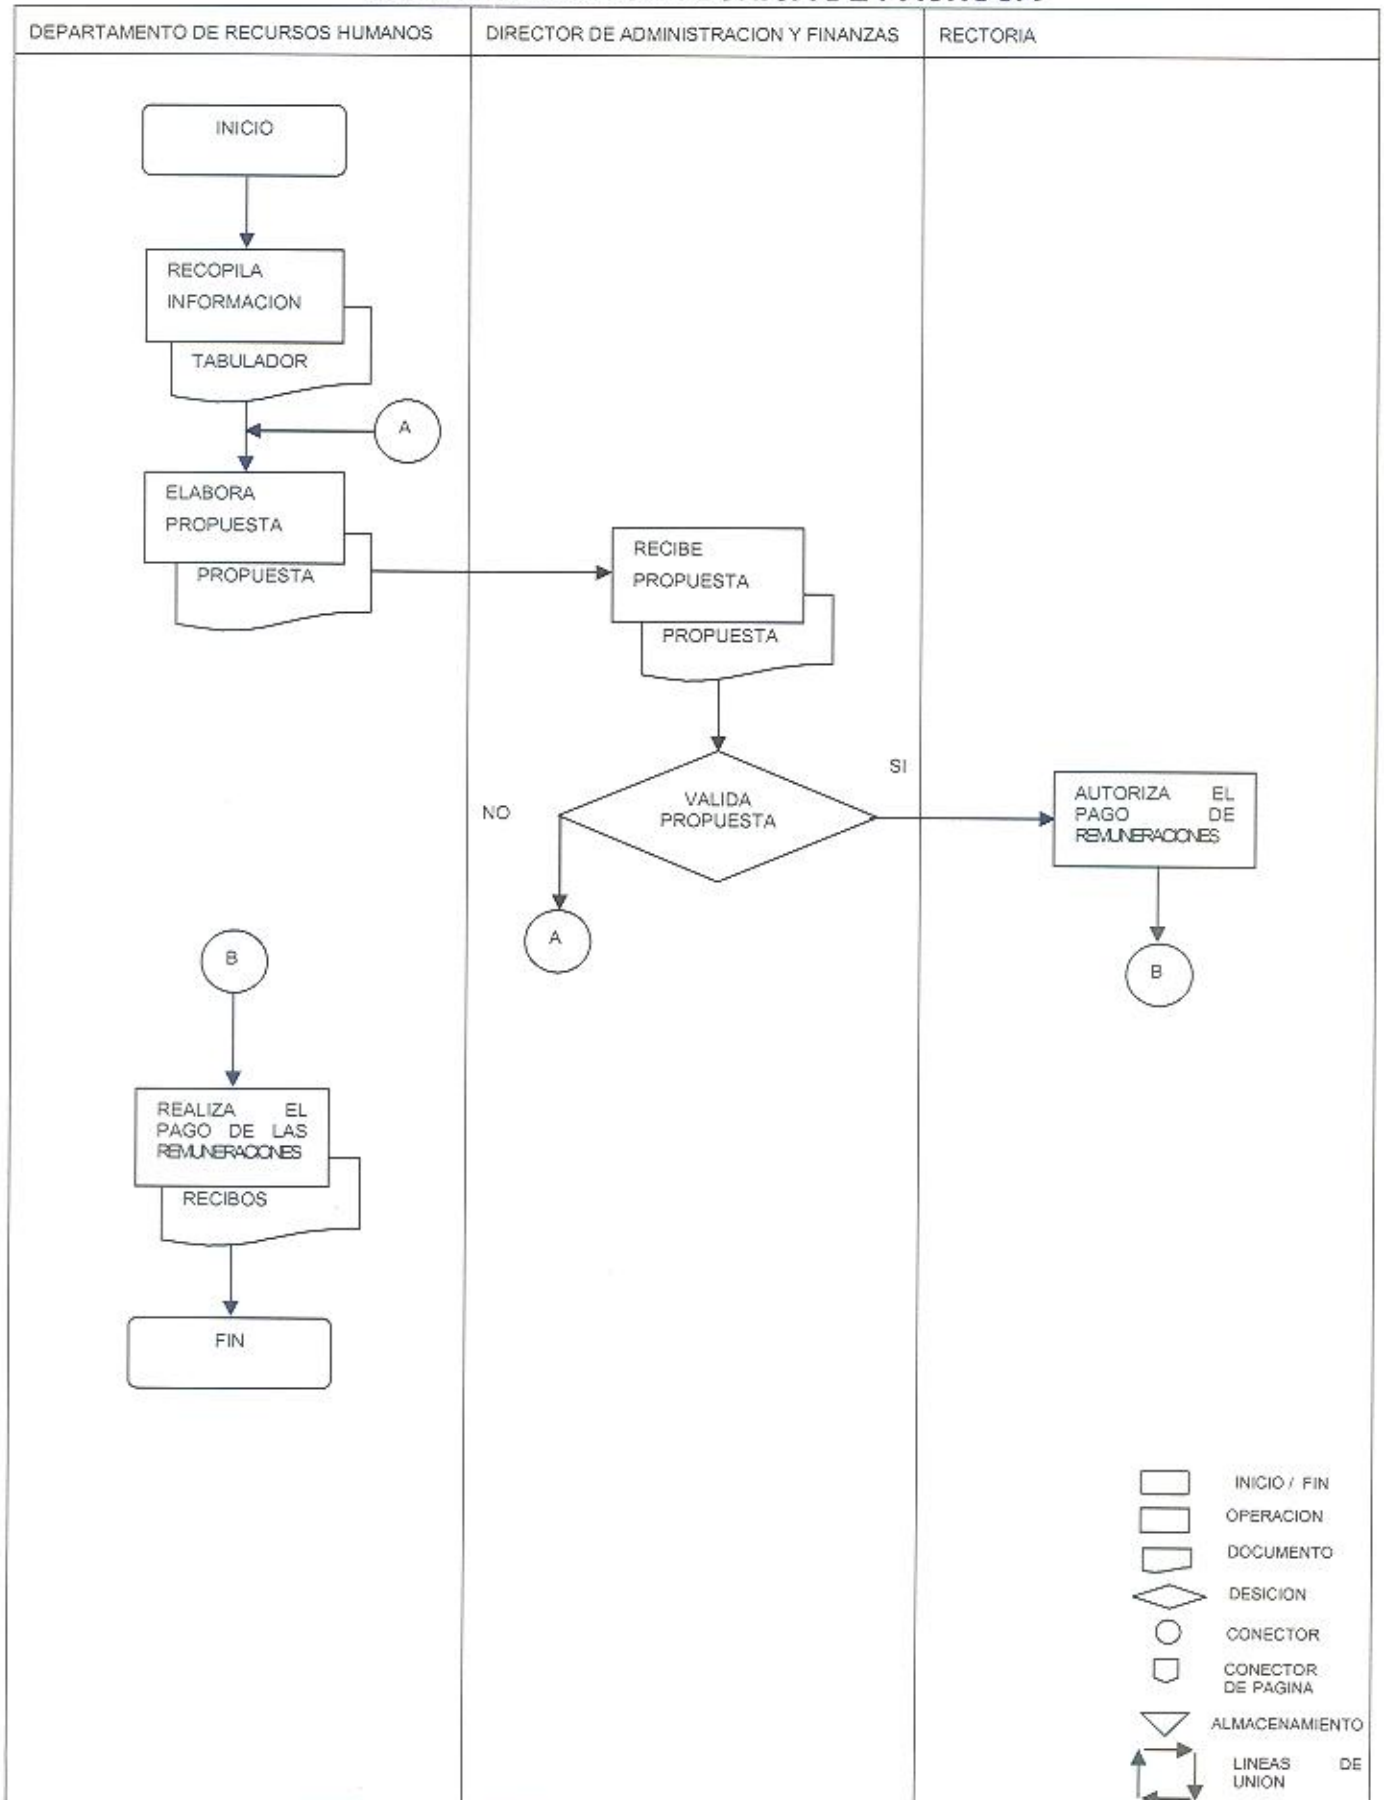 DEPARTAMENTO DE RECURSOS HUMANOS
DIRECTOR DE ADMINISTRACION Y FINANZAS
RECTORIA
INICIO
RECOPILA
INFORMACION
TABULADOR
A
ELABORA
PROPUESTA
PROPUESTA
RECIBE
PROPUESTA
PROPUESTA
VALIDA
PROPUESTA
NO
SI
A
AUTORIZA EL
PAGO DE
REMUNERACIONES
B
B
REALIZA EL
PAGO DE LAS
REMUNERACIONES
RECIBOS
FIN
INICIO / FIN
OPERACION
DOCUMENTO
DESICION
CONECTOR
CONECTOR
DE PAGINA
ALMACENAMIENTO
LINEAS DE
UNION